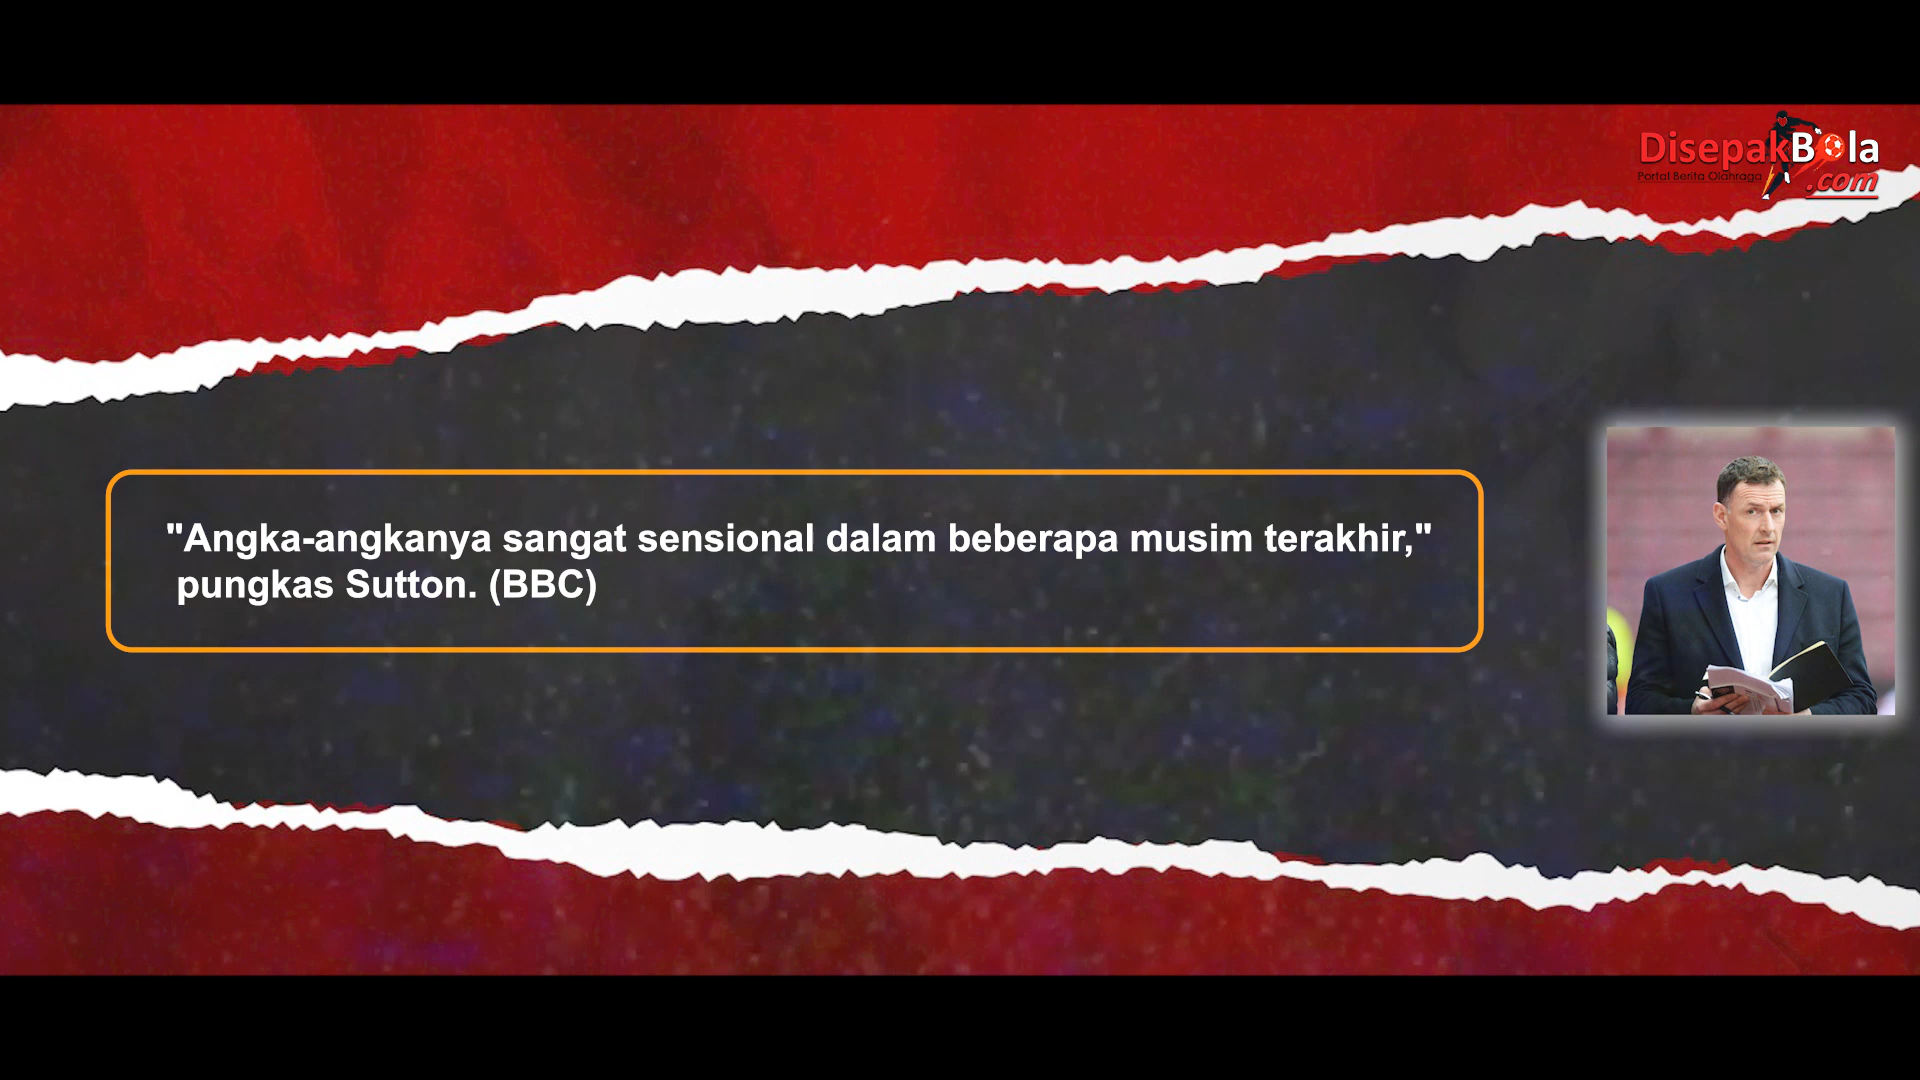 DisepakBola
Portal Berita Olahraga
.com
"Angka-angkanya sangat sensional dalam beberapa musim terakhir,"
pungkas Sutton. (BBC)